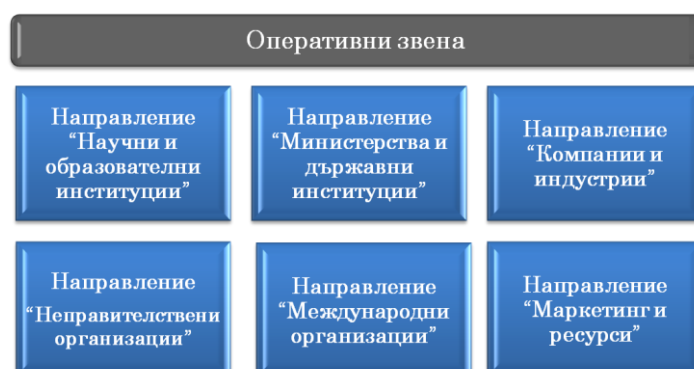 Оперативни звена
Направление
“Научни и
образователни
институции”
Направление
“Министерства и
държавни
институции”
Направление
“Компании и
индустрии”
Направление
“Неправителствени
организации”
Направление
“Международни
организации”
Направление
“Маркетинг и
ресурси”